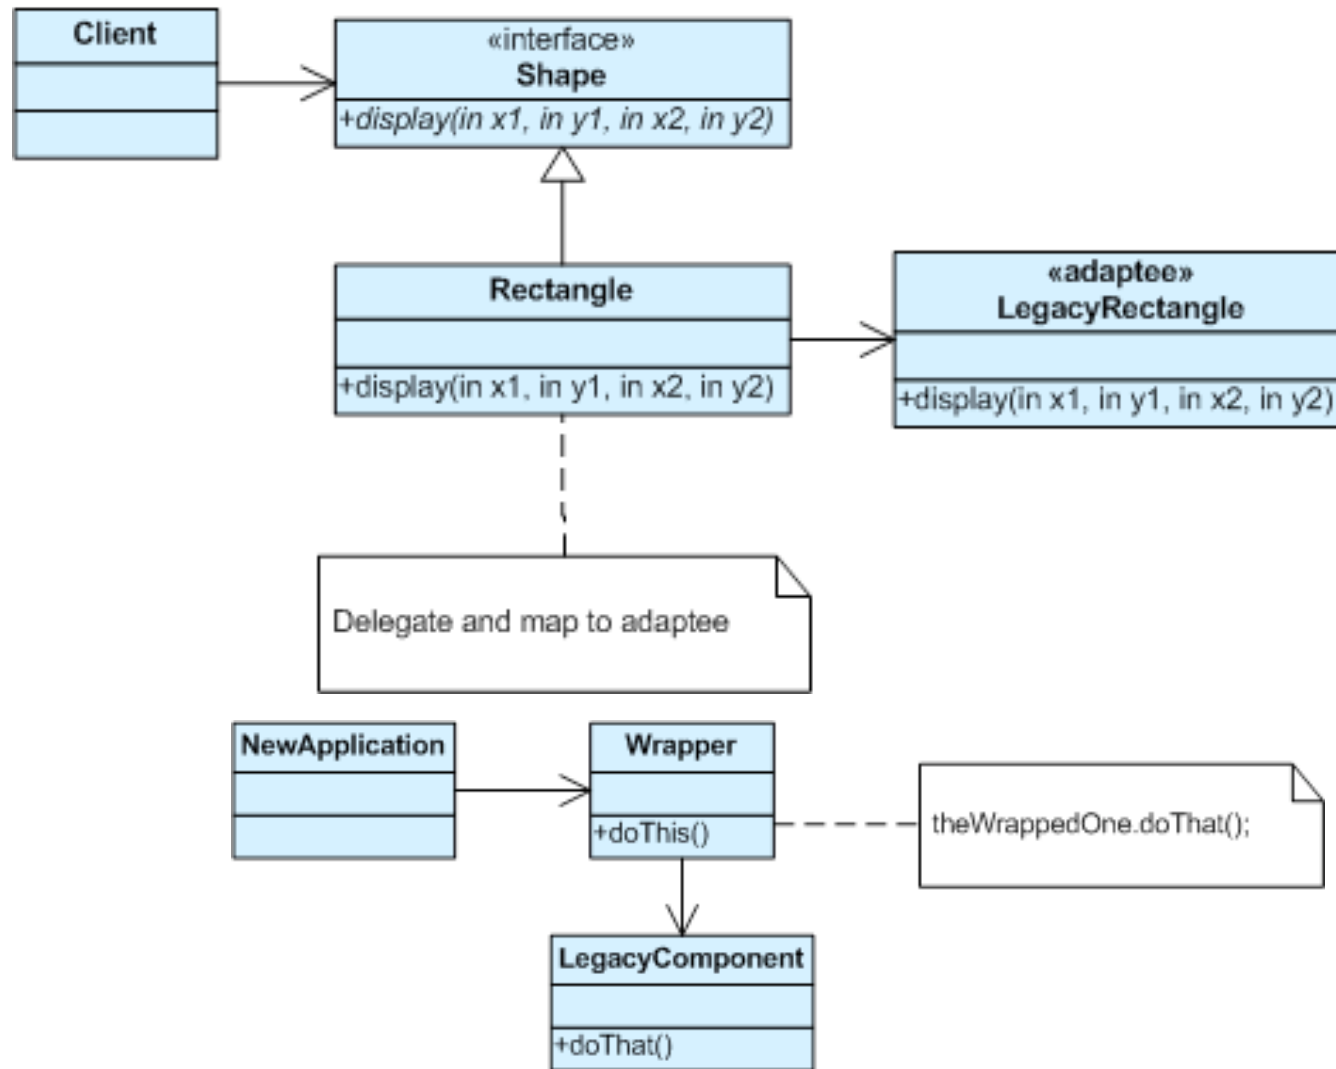 Client
«interface»
Shape
+display(in x1, in y1, in x2, in y2)
Rectangle
+display(in x1, in y1, in x2, in y2)
«adaptee»
LegacyRectangle
+display(in x1, in y1, in x2, in y2)
Delegate and map to adaptee
NewApplication
Wrapper
+doThis()
theWrappedOne.doThat();
LegacyComponent
+doThat()